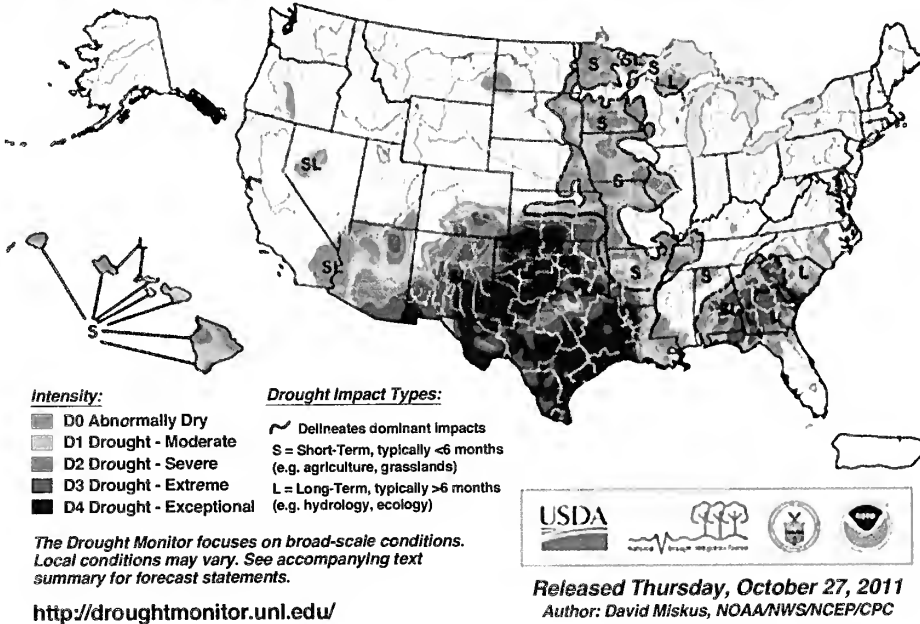 S
SL
S
L
S
SL
S
SL
S
S
L
S
Intensity:
D0 Abnormally Dry
D1 Drought - Moderate
D2 Drought - Severe
D3 Drought - Extreme
D4 Drought - Exceptional
Drought Impact Types:
Delineates dominant impacts
S = Short-Term, typically <6 months
(e.g. agriculture, grasslands)
L = Long-Term, typically >6 months
(e.g. hydrology, ecology)
The Drought Monitor focuses on broad-scale conditions.
Local conditions may vary. See accompanying text
summary for forecast statements.
http://droughtmonitor.unl.edu/
USDA
Released Thursday, October 27, 2011
Author: David Miskus, NOAA/NWS/NCEP/CPC